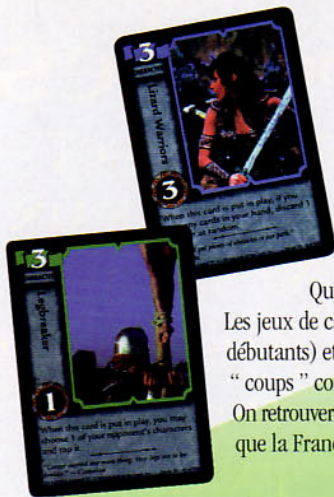 3
Lizard Warriors
3
When this card is put in play, if you
cards in your hand, discard 1
at random.
3
Legbreaker
1
When this card is put in play, you may
choose 1 of your opponent's characters
and tap it.
Qu
Les jeux de c
débutants) et
“ coups ” co
On retrouver
que la Franc